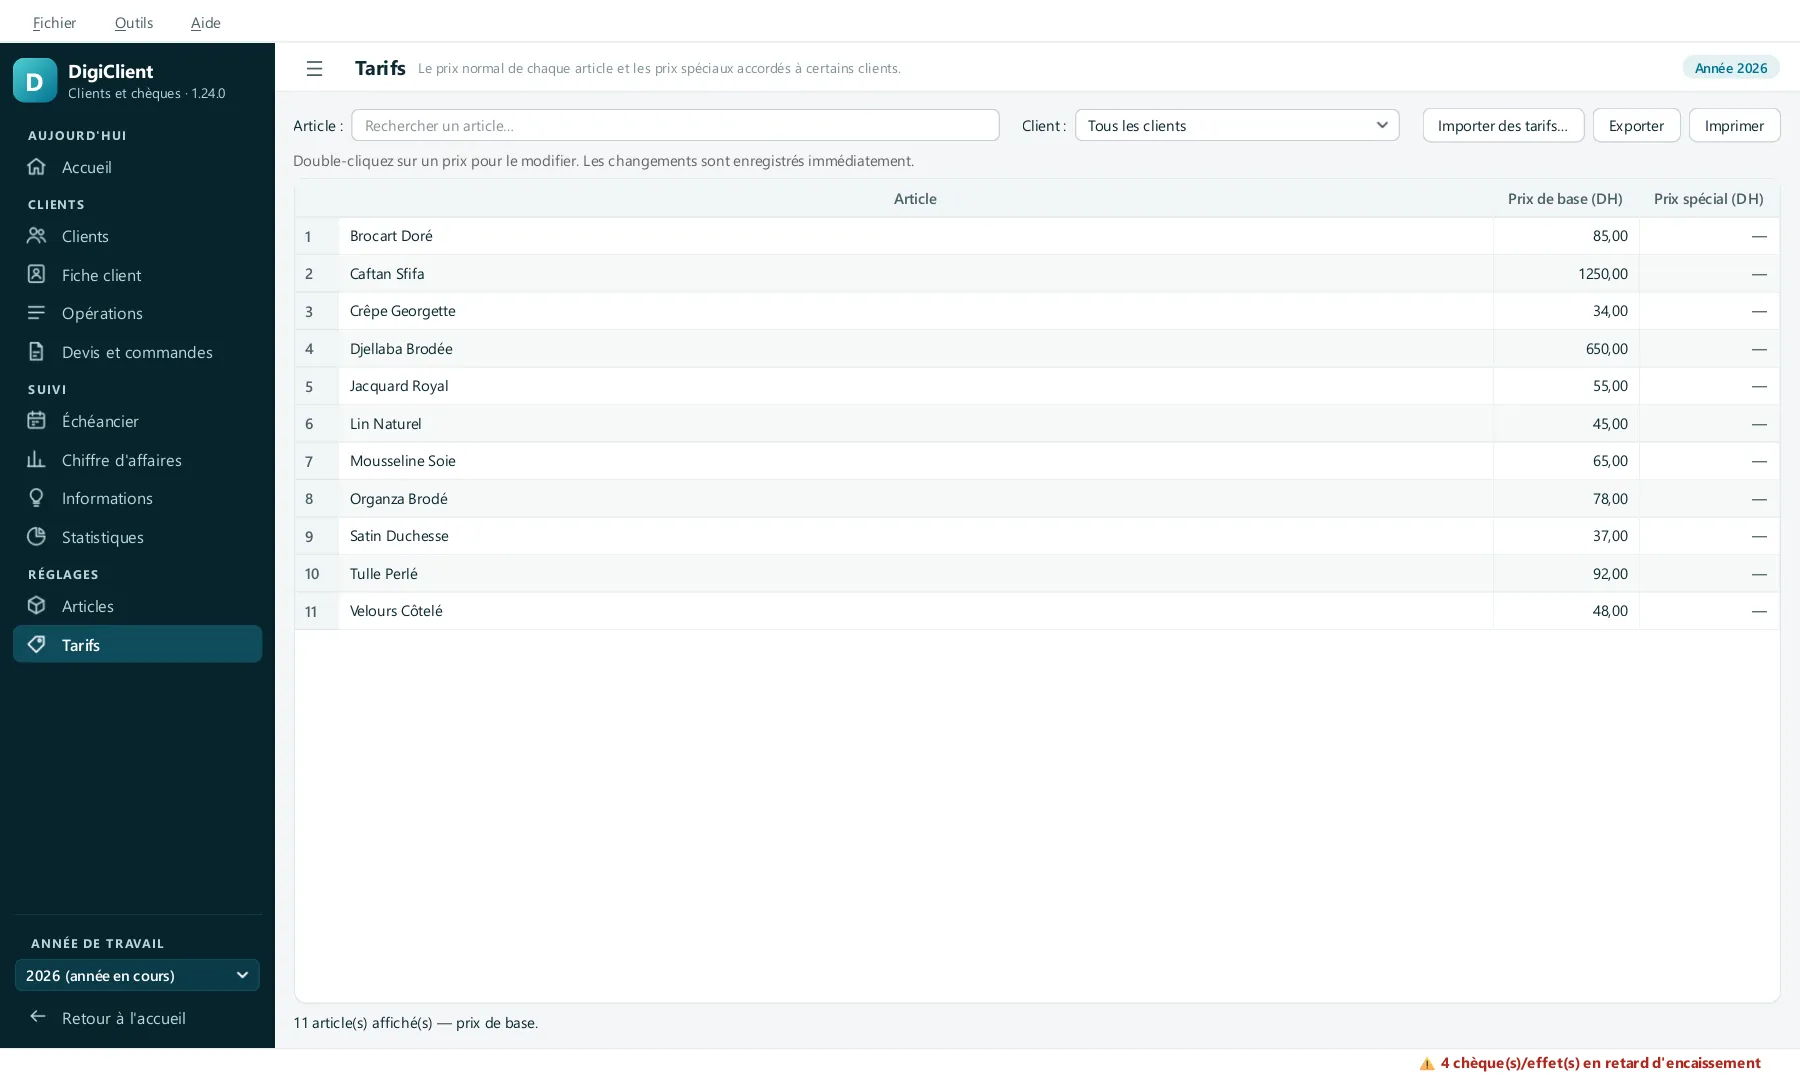 Fichier Outils Aide
D
DigiClient
Clients et chèques · 1.24.0
AUJOURD'HUI
Accueil
CLIENTS
Clients
Fiche client
Opérations
Devis et commandes
SUIVI
Échéancier
Chiffre d'affaires
Informations
Statistiques
RÉGLAGES
Articles
Tarifs
ANNÉE DE TRAVAIL
2026 (année en cours)
Retour à l'accueil
Tarifs Le prix normal de chaque article et les prix spéciaux accordés à certains clients.
Année 2026
Article : Rechercher un article... Client : Tous les clients Importer des tarifs... Exporter Imprimer
Double-cliquez sur un prix pour le modifier. Les changements sont enregistrés immédiatement.
Article Prix de base (DH) Prix spécial (DH)
1 Brocart Doré 85,00 —
2 Caftan Sfifa 1250,00 —
3 Crêpe Georgette 34,00 —
4 Djellaba Brodée 650,00 —
5 Jacquard Royal 55,00 —
6 Lin Naturel 45,00 —
7 Mousseline Soie 65,00 —
8 Organza Brodé 78,00 —
9 Satin Duchesse 37,00 —
10 Tulle Perlé 92,00 —
11 Velours Côtelé 48,00 —
11 article(s) affiché(s) — prix de base.
4 chèque(s)/effet(s) en retard d'encaissement